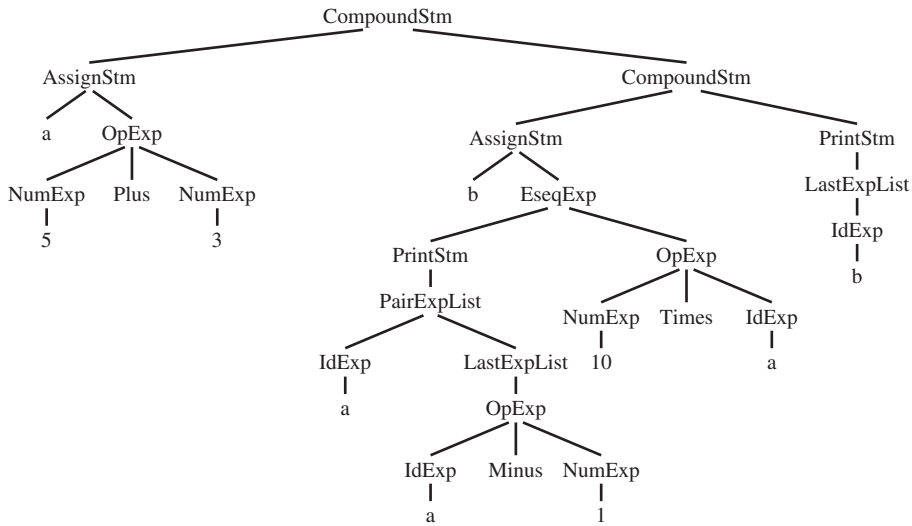 CompoundStm
AssignStm CompoundStm
a OpExp AssignStm PrintStm
NumExp Plus NumExp b EseqExp LastExpList
5 3 PrintStm OpExp IdExp
PairExpList NumExp Times IdExp b
IdExp LastExpList 10 a
a OpExp
IdExp Minus NumExp
a 1